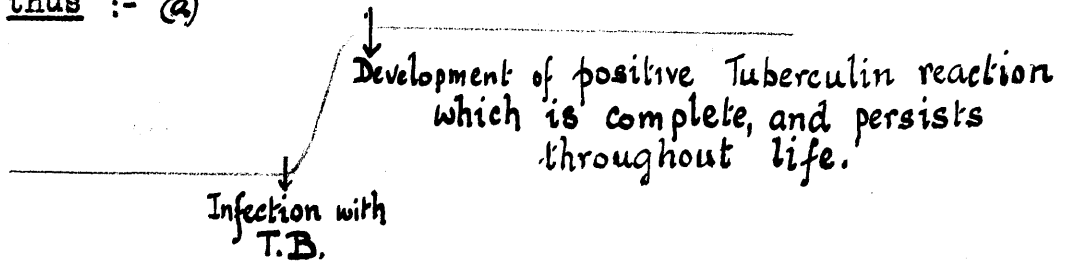 thus :- (a)
Development of positive Tuberculin reaction
which is complete, and persists
throughout life.
Infection with
T.B.